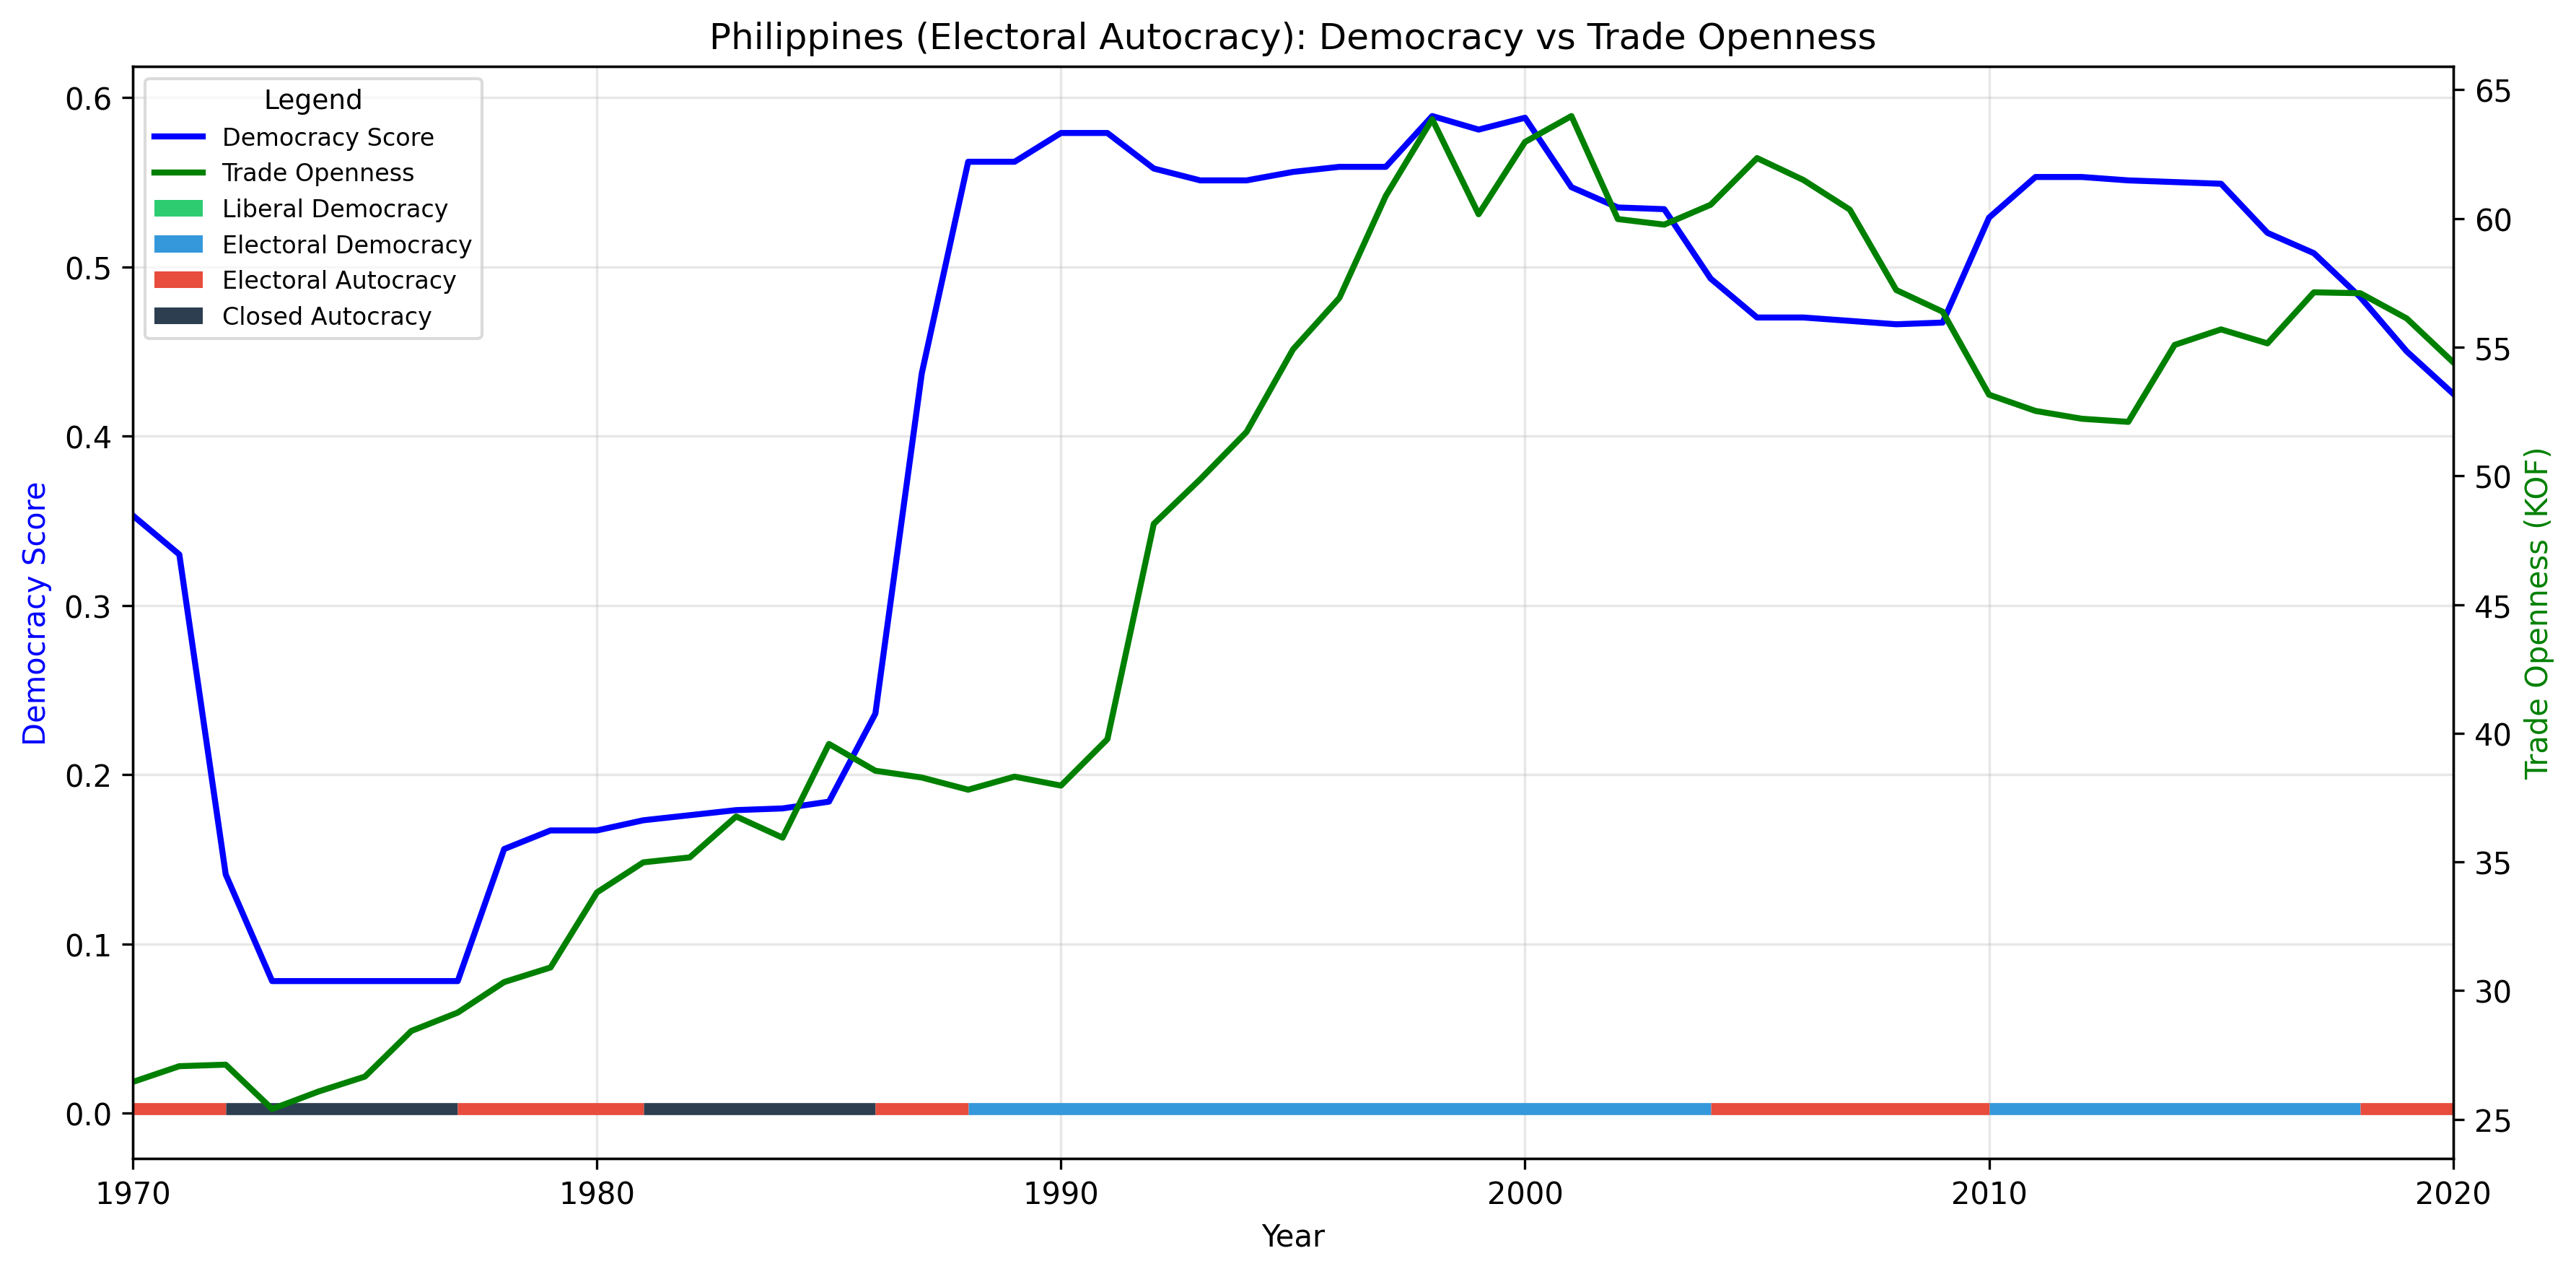 Philippines (Electoral Autocracy): Democracy vs Trade Openness
Legend
Democracy Score
Trade Openness
Liberal Democracy
Electoral Democracy
Electoral Autocracy
Closed Autocracy
0.6
0.5
0.4
0.3
0.2
0.1
0.0
Democracy Score
65
60
55
50
45
40
35
30
25
Trade Openness (KOF)
1970
1980
1990
2000
2010
2020
Year